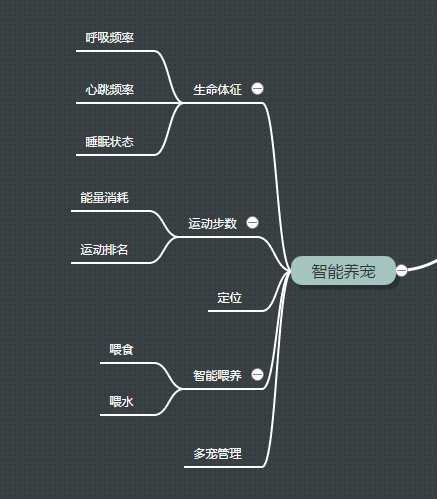 呼吸频率
心跳频率
生命体征
睡眠状态
能量消耗
运动步数
运动排名
智能养宠
定位
喂食
智能喂养
喂水
多宠管理